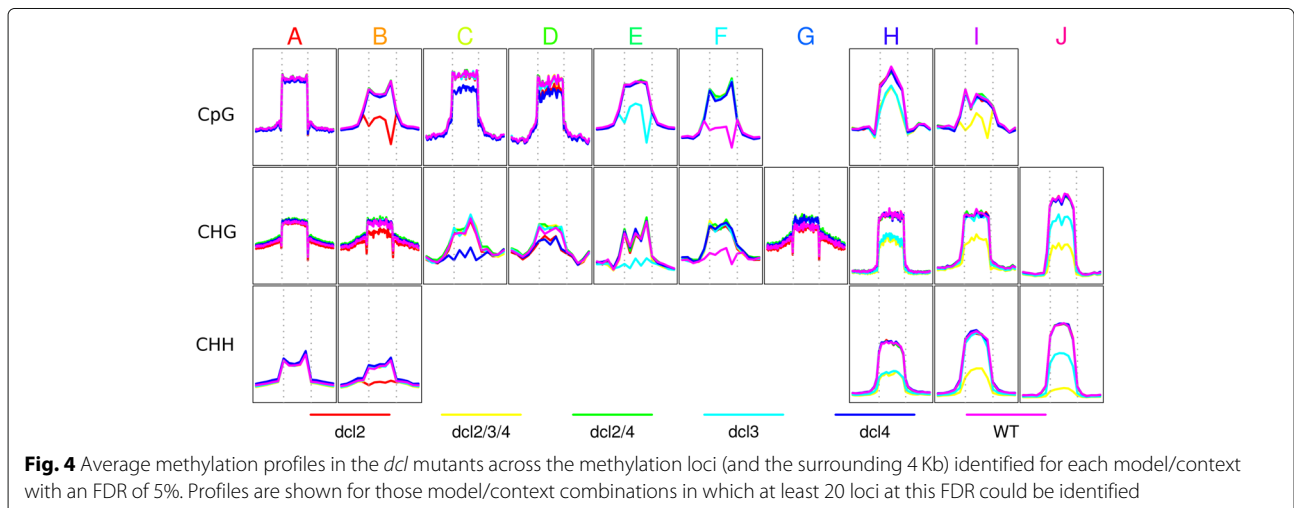 A B C D E F G H I J
CpG
CHG
CHH
dcl2 dcl2/3/4 dcl2/4 dcl3 dcl4 WT
Fig. 4 Average methylation profiles in the dcl mutants across the methylation loci (and the surrounding 4 Kb) identified for each model/context
with an FDR of 5%. Profiles are shown for those model/context combinations in which at least 20 loci at this FDR could be identified